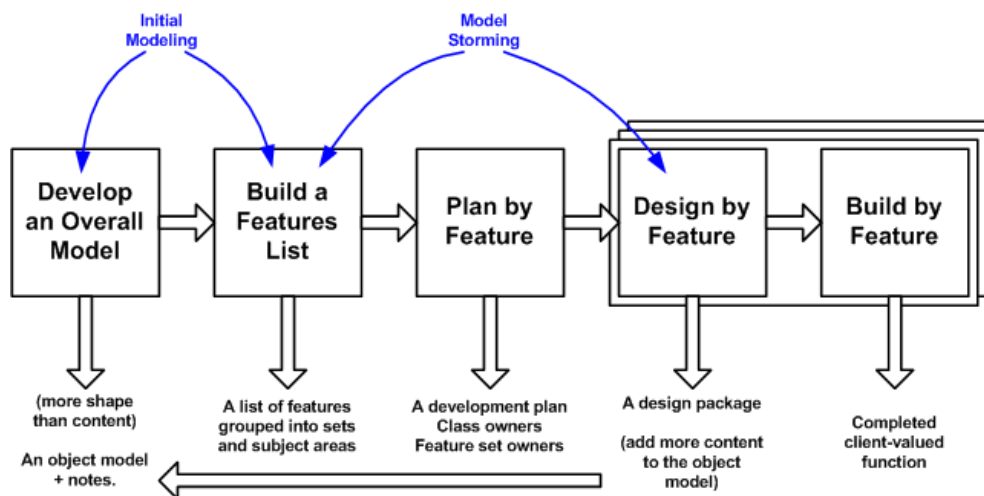 Initial
Modeling
Model
Storming
Develop
an Overall
Model
Build a
Features
List
Plan by
Feature
Design by
Feature
Build by
Feature
(more shape
than content)
An object model
+ notes.
A list of features
grouped into sets
and subject areas
A development plan
Class owners
Feature set owners
A design package
(add more content
to the object
model)
Completed
client-valued
function